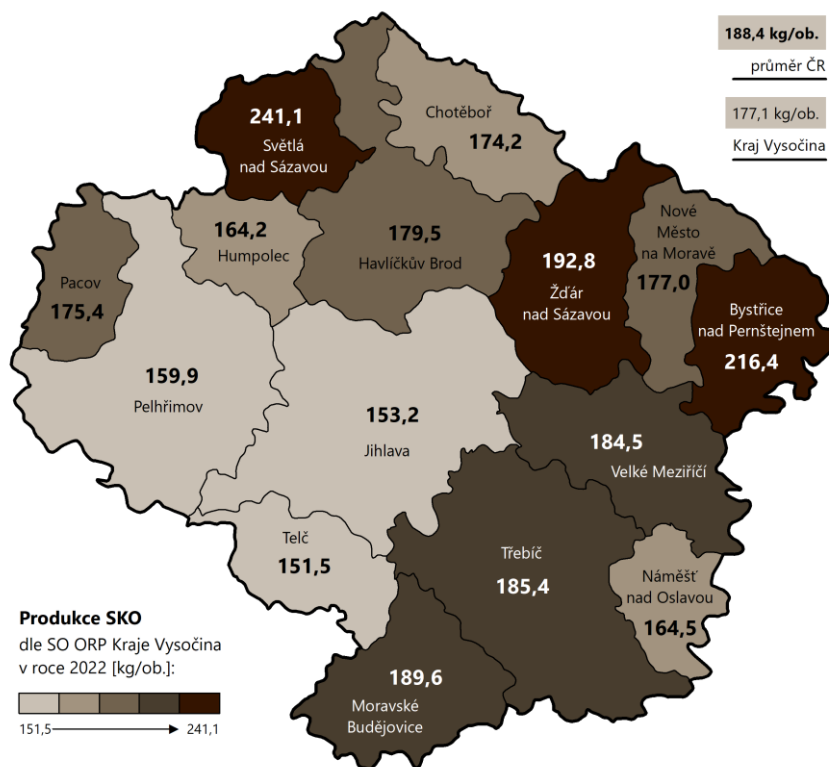 188,4 kg/ob.
průměr ČR
177,1 kg/ob.
Kraj Vysočina
241,1
Světlá
nad Sázavou
Chotěboř
174,2
164,2
Humpolec
179,5
Havlíčkův Brod
192,8
Žďár
nad Sázavou
Nové
Město
na Moravě
177,0
Bystřice
nad Pernštejnem
216,4
Pacov
175,4
159,9
Pelhřimov
153,2
Jihlava
184,5
Velké Meziříčí
Telč
151,5
Třebíč
185,4
Náměšť
nad Oslavou
164,5
189,6
Moravské
Budějovice
Produkce SKO
dle SO ORP Kraje Vysočina
v roce 2022 [kg/ob.]:
151,5 241,1